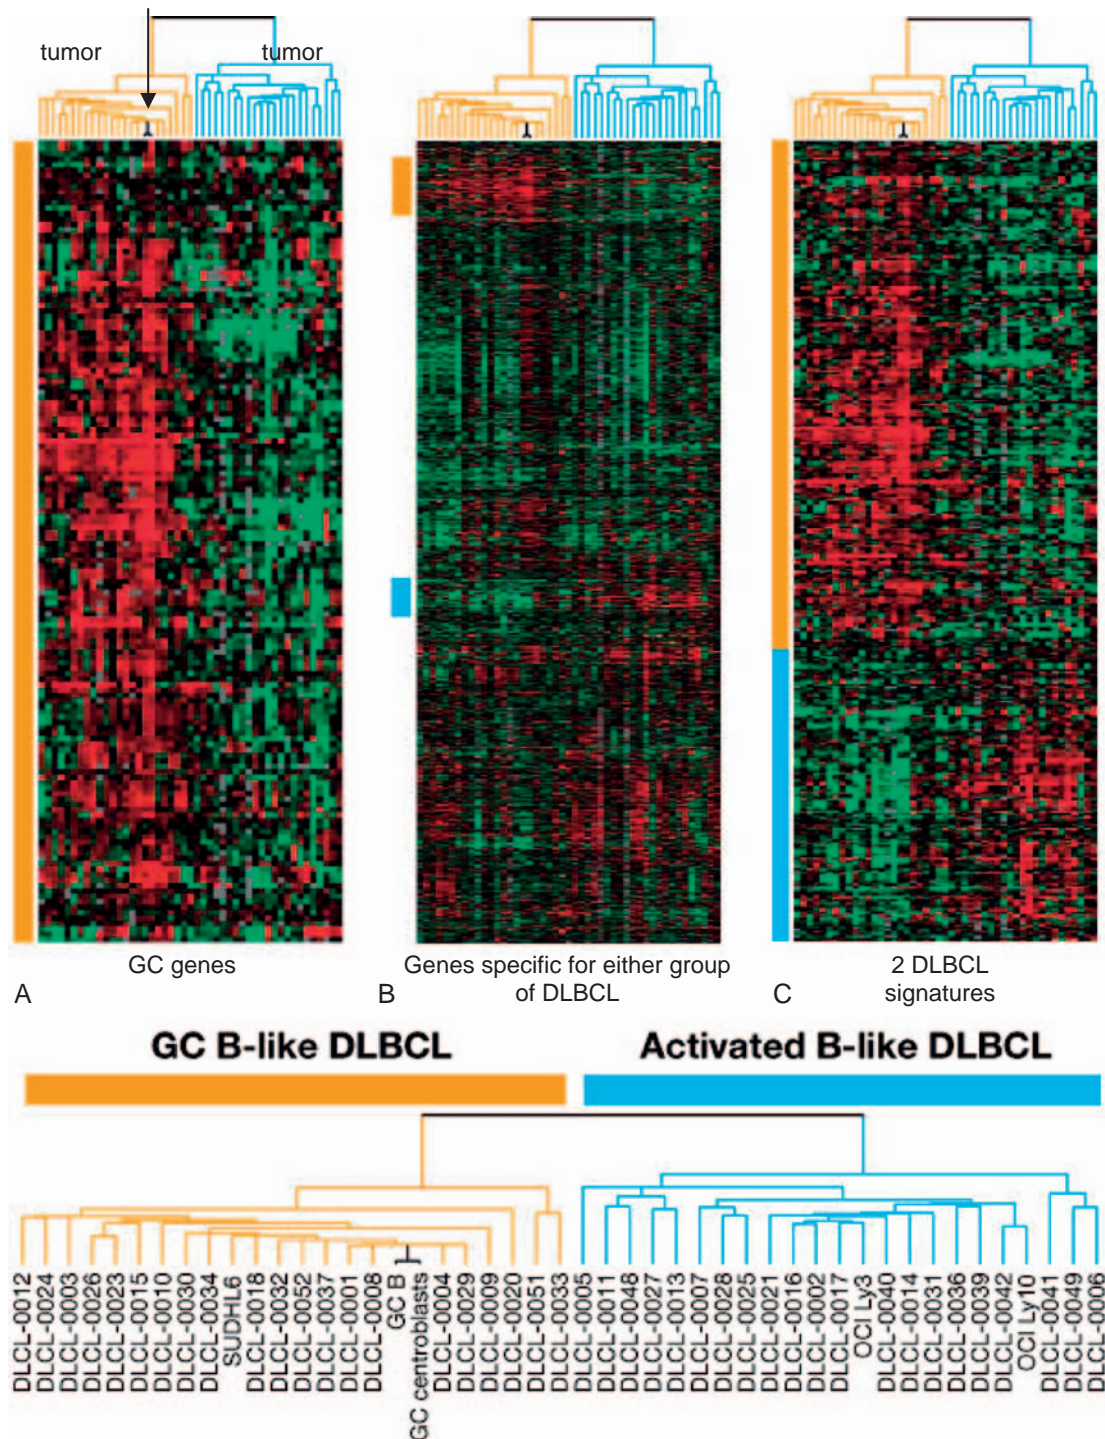 tumor
tumor
GC genes
Genes specific for either group
of DLBCL
2 DLBCL
signatures
A
B
C
GC B-like DLBCL
Activated B-like DLBCL
DLCL-0012
DLCL-0024
DLCL-0003
DLCL-0026
DLCL-0023
DLCL-0015
DLCL-0010
DLCL-0030
DLCL-0034
SUDHL6
DLCL-0018
DLCL-0032
DLCL-0052
DLCL-0037
DLCL-0001
DLCL-0008
GC B
GC centroblasts
DLCL-0004
DLCL-0029
DLCL-0009
DLCL-0020
DLCL-0051
DLCL-0033
DLCL-0005
DLCL-0011
DLCL-0048
DLCL-0027
DLCL-0013
DLCL-0007
DLCL-0028
DLCL-0025
DLCL-0021
DLCL-0016
DLCL-0002
DLCL-0017
OCI Ly3
DLCL-0040
DLCL-0014
DLCL-0031
DLCL-0036
DLCL-0039
DLCL-0042
OCI Ly10
DLCL-0041
DLCL-0049
DLCL-0006